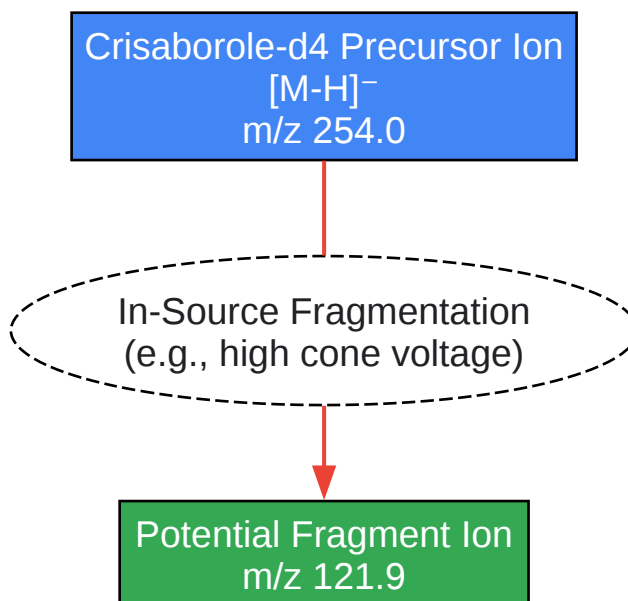 Crisaborole-d4 Precursor Ion
[M-H]⁻
m/z 254.0
In-Source Fragmentation
(e.g., high cone voltage)
Potential Fragment Ion
m/z 121.9